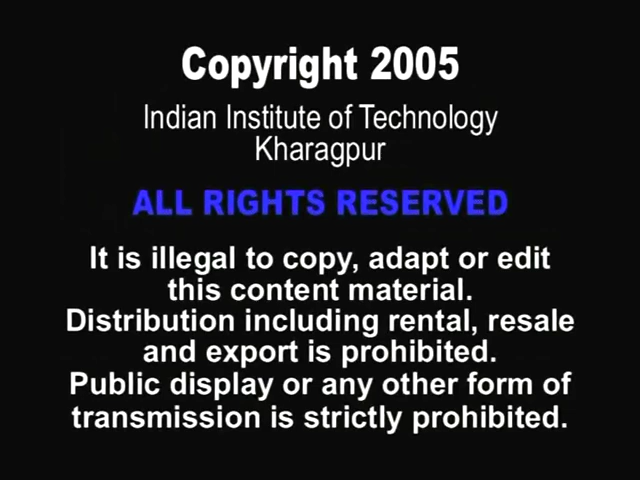 Copyright 2005
Indian Institute of Technology
Kharagpur
ALL RIGHTS RESERVED
It is illegal to copy, adapt or edit
this content material.
Distribution including rental, resale
and export is prohibited.
Public display or any other form of
transmission is strictly prohibited.